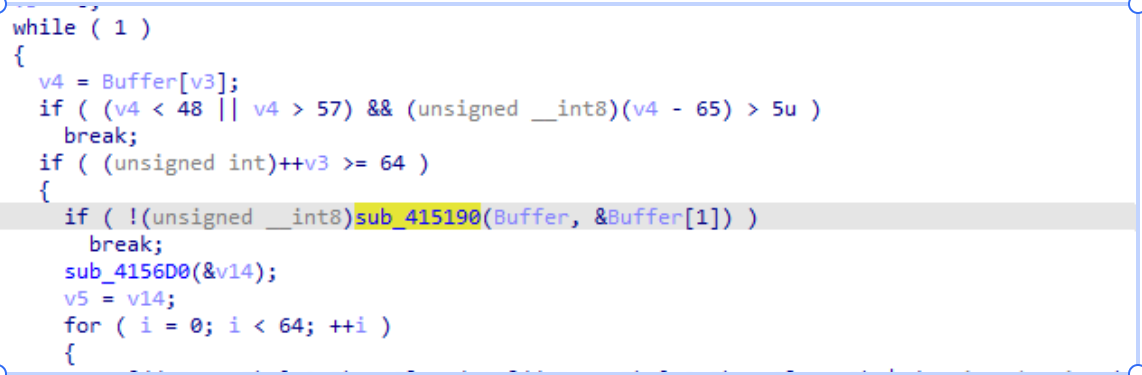 while ( 1 )
{
v4 = Buffer[v3];
if ( (v4 < 48 || v4 > 57) && (unsigned __int8)(v4 - 65) > 5u )
break;
if ( (unsigned int)++v3 >= 64 )
{
if ( !(unsigned __int8)sub_415190(Buffer, &Buffer[1]) )
break;
sub_4156D0(&v14);
v5 = v14;
for ( i = 0; i < 64; ++i )
{